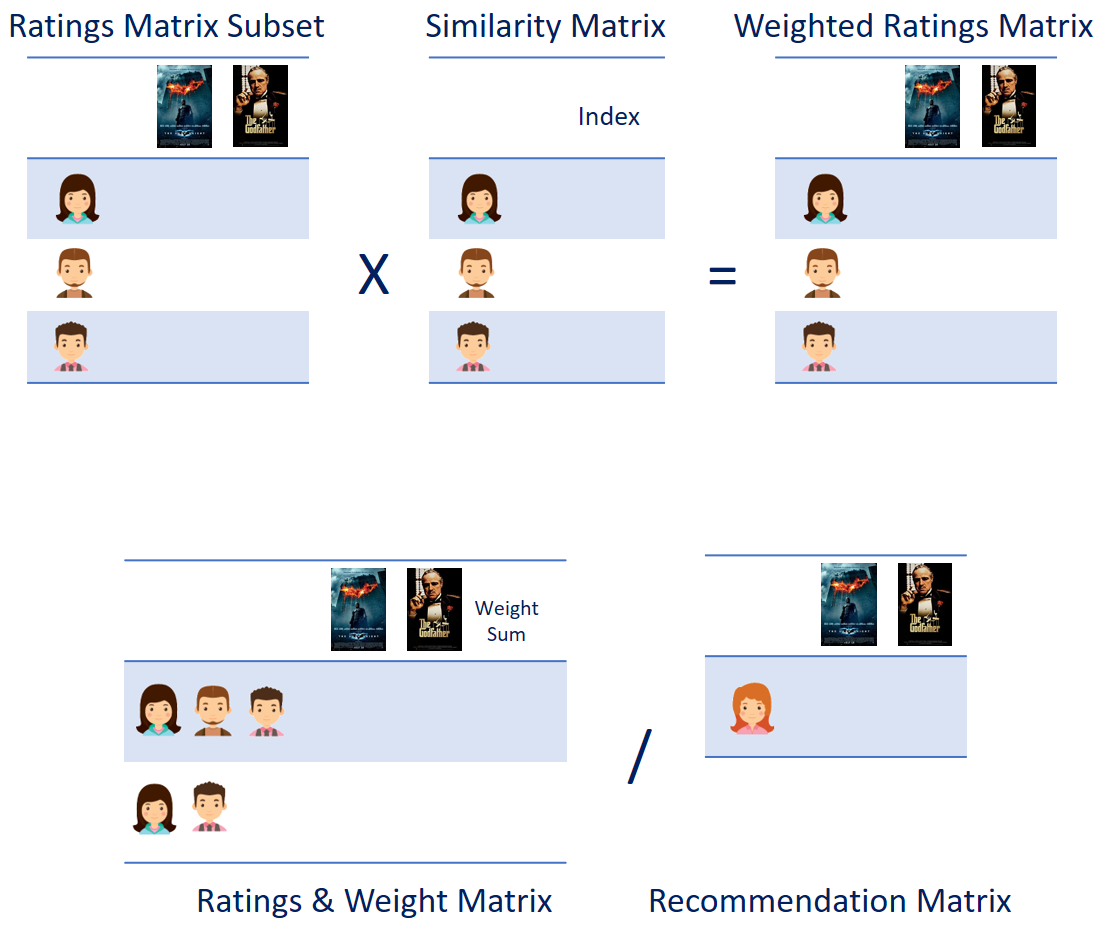 Ratings Matrix Subset
Similarity Matrix
Weighted Ratings Matrix
The
Godfather
Index
The
Godfather
X
=
The
Godfather
Weight
Sum
The
Godfather
/
Ratings & Weight Matrix
Recommendation Matrix